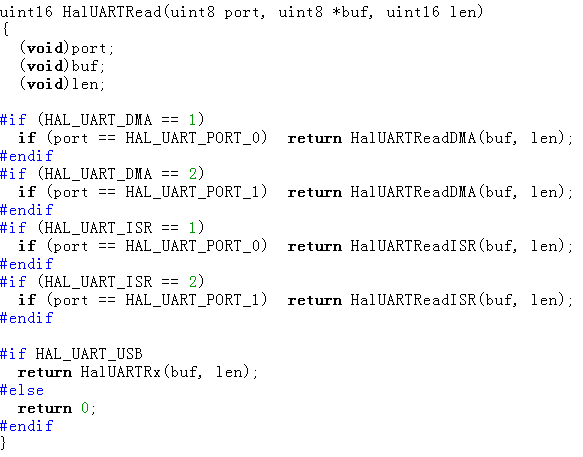 uint16 HalUARTRead(uint8 port, uint8 *buf, uint16 len)
{
  (void)port;
  (void)buf;
  (void)len;

#if (HAL_UART_DMA == 1)
  if (port == HAL_UART_PORT_0)  return HalUARTReadDMA(buf, len);
#endif
#if (HAL_UART_DMA == 2)
  if (port == HAL_UART_PORT_1)  return HalUARTReadDMA(buf, len);
#endif
#if (HAL_UART_ISR == 1)
  if (port == HAL_UART_PORT_0)  return HalUARTReadISR(buf, len);
#endif
#if (HAL_UART_ISR == 2)
  if (port == HAL_UART_PORT_1)  return HalUARTReadISR(buf, len);
#endif

#if HAL_UART_USB
  return HalUARTRx(buf, len);
#else
  return 0;
#endif
}